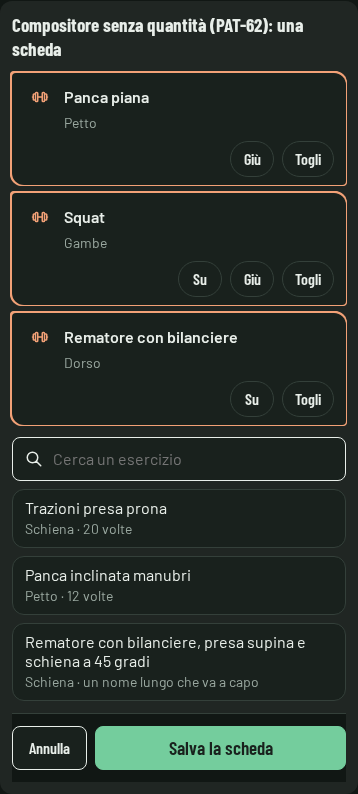 Compositore senza quantità (PAT-62): una
scheda
Panca piana
Petto
Giù
Togli
Squat
Gambe
Su
Giù
Togli
Rematore con bilanciere
Dorso
Su
Togli
Cerca un esercizio
Trazioni presa prona
Schiena · 20 volte
Panca inclinata manubri
Petto · 12 volte
Rematore con bilanciere, presa supina e
schiena a 45 gradi
Schiena · un nome lungo che va a capo
Annulla
Salva la scheda